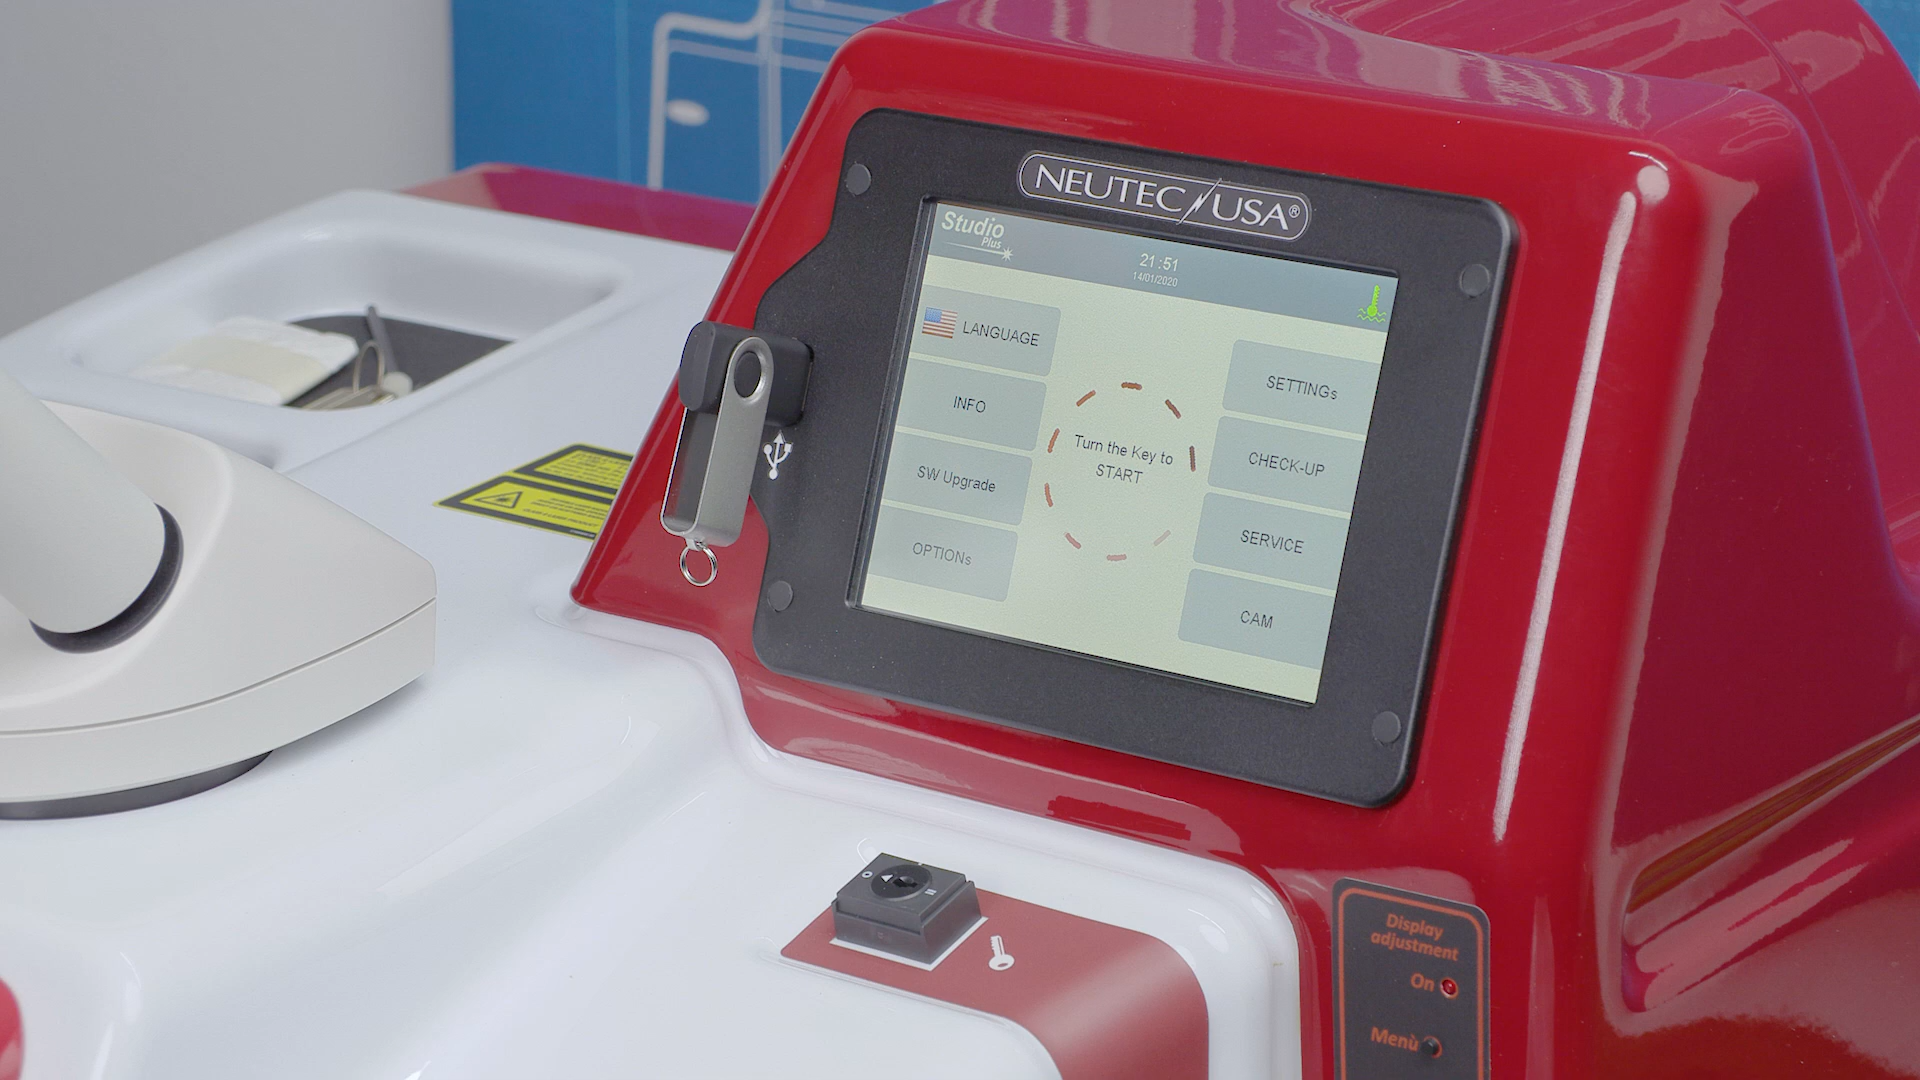 NEUTEC USA®
Studio
Plus
21:51
14/01/2020
LANGUAGE
INFO
SW Upgrade
OPTIONs
Turn the Key to
START
SETTINGs
CHECK-UP
SERVICE
CAM
Display
adjustment
On
Menù